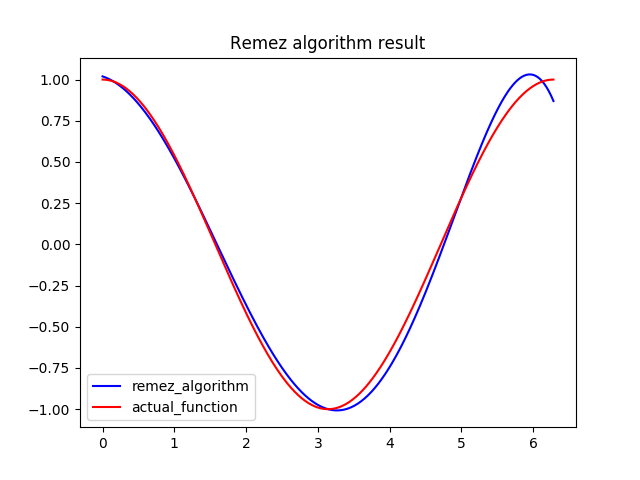 Remez algorithm result
1.00
0.75
0.50
0.25
0.00
−0.25
−0.50
−0.75
−1.00
remez_algorithm
actual_function
0 1 2 3 4 5 6